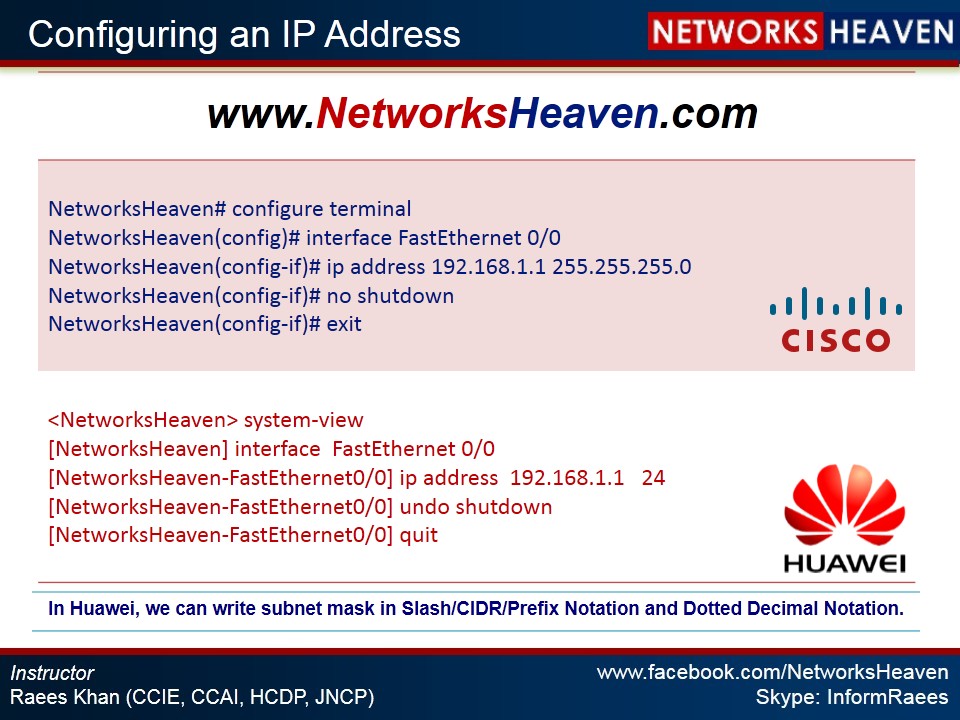 Configuring an IP Address
NETWORKS HEAVEN
www.NetworksHeaven.com
NetworksHeaven# configure terminal
NetworksHeaven(config)# interface FastEthernet 0/0
NetworksHeaven(config-if)# ip address 192.168.1.1 255.255.255.0
NetworksHeaven(config-if)# no shutdown
NetworksHeaven(config-if)# exit
CISCO
<NetworksHeaven> system-view
[NetworksHeaven] interface  FastEthernet 0/0
[NetworksHeaven-FastEthernet0/0] ip address  192.168.1.1   24
[NetworksHeaven-FastEthernet0/0] undo shutdown
[NetworksHeaven-FastEthernet0/0] quit
HUAWEI
In Huawei, we can write subnet mask in Slash/CIDR/Prefix Notation and Dotted Decimal Notation.
Instructor
Raees Khan (CCIE, CCAI, HCDP, JNCP)
www.facebook.com/NetworksHeaven
Skype: InformRaees